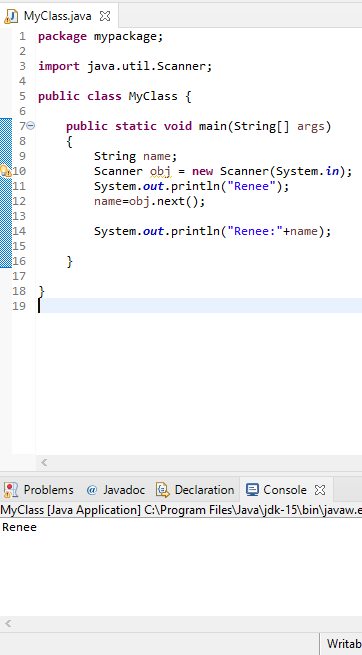 MyClass.java
1 package mypackage;
2
3 import java.util.Scanner;
4
5 public class MyClass {
6
7 public static void main(String[] args)
8 {
9 String name;
10 Scanner obj = new Scanner(System.in);
11 System.out.println("Renee");
12 name=obj.next();
13
14 System.out.println("Renee:"+name);
15
16 }
17
18 }
19
Problems @ Javadoc Declaration Console
MyClass [Java Application] C:\Program Files\Java\jdk-15\bin\javaw.e
Renee
Writab